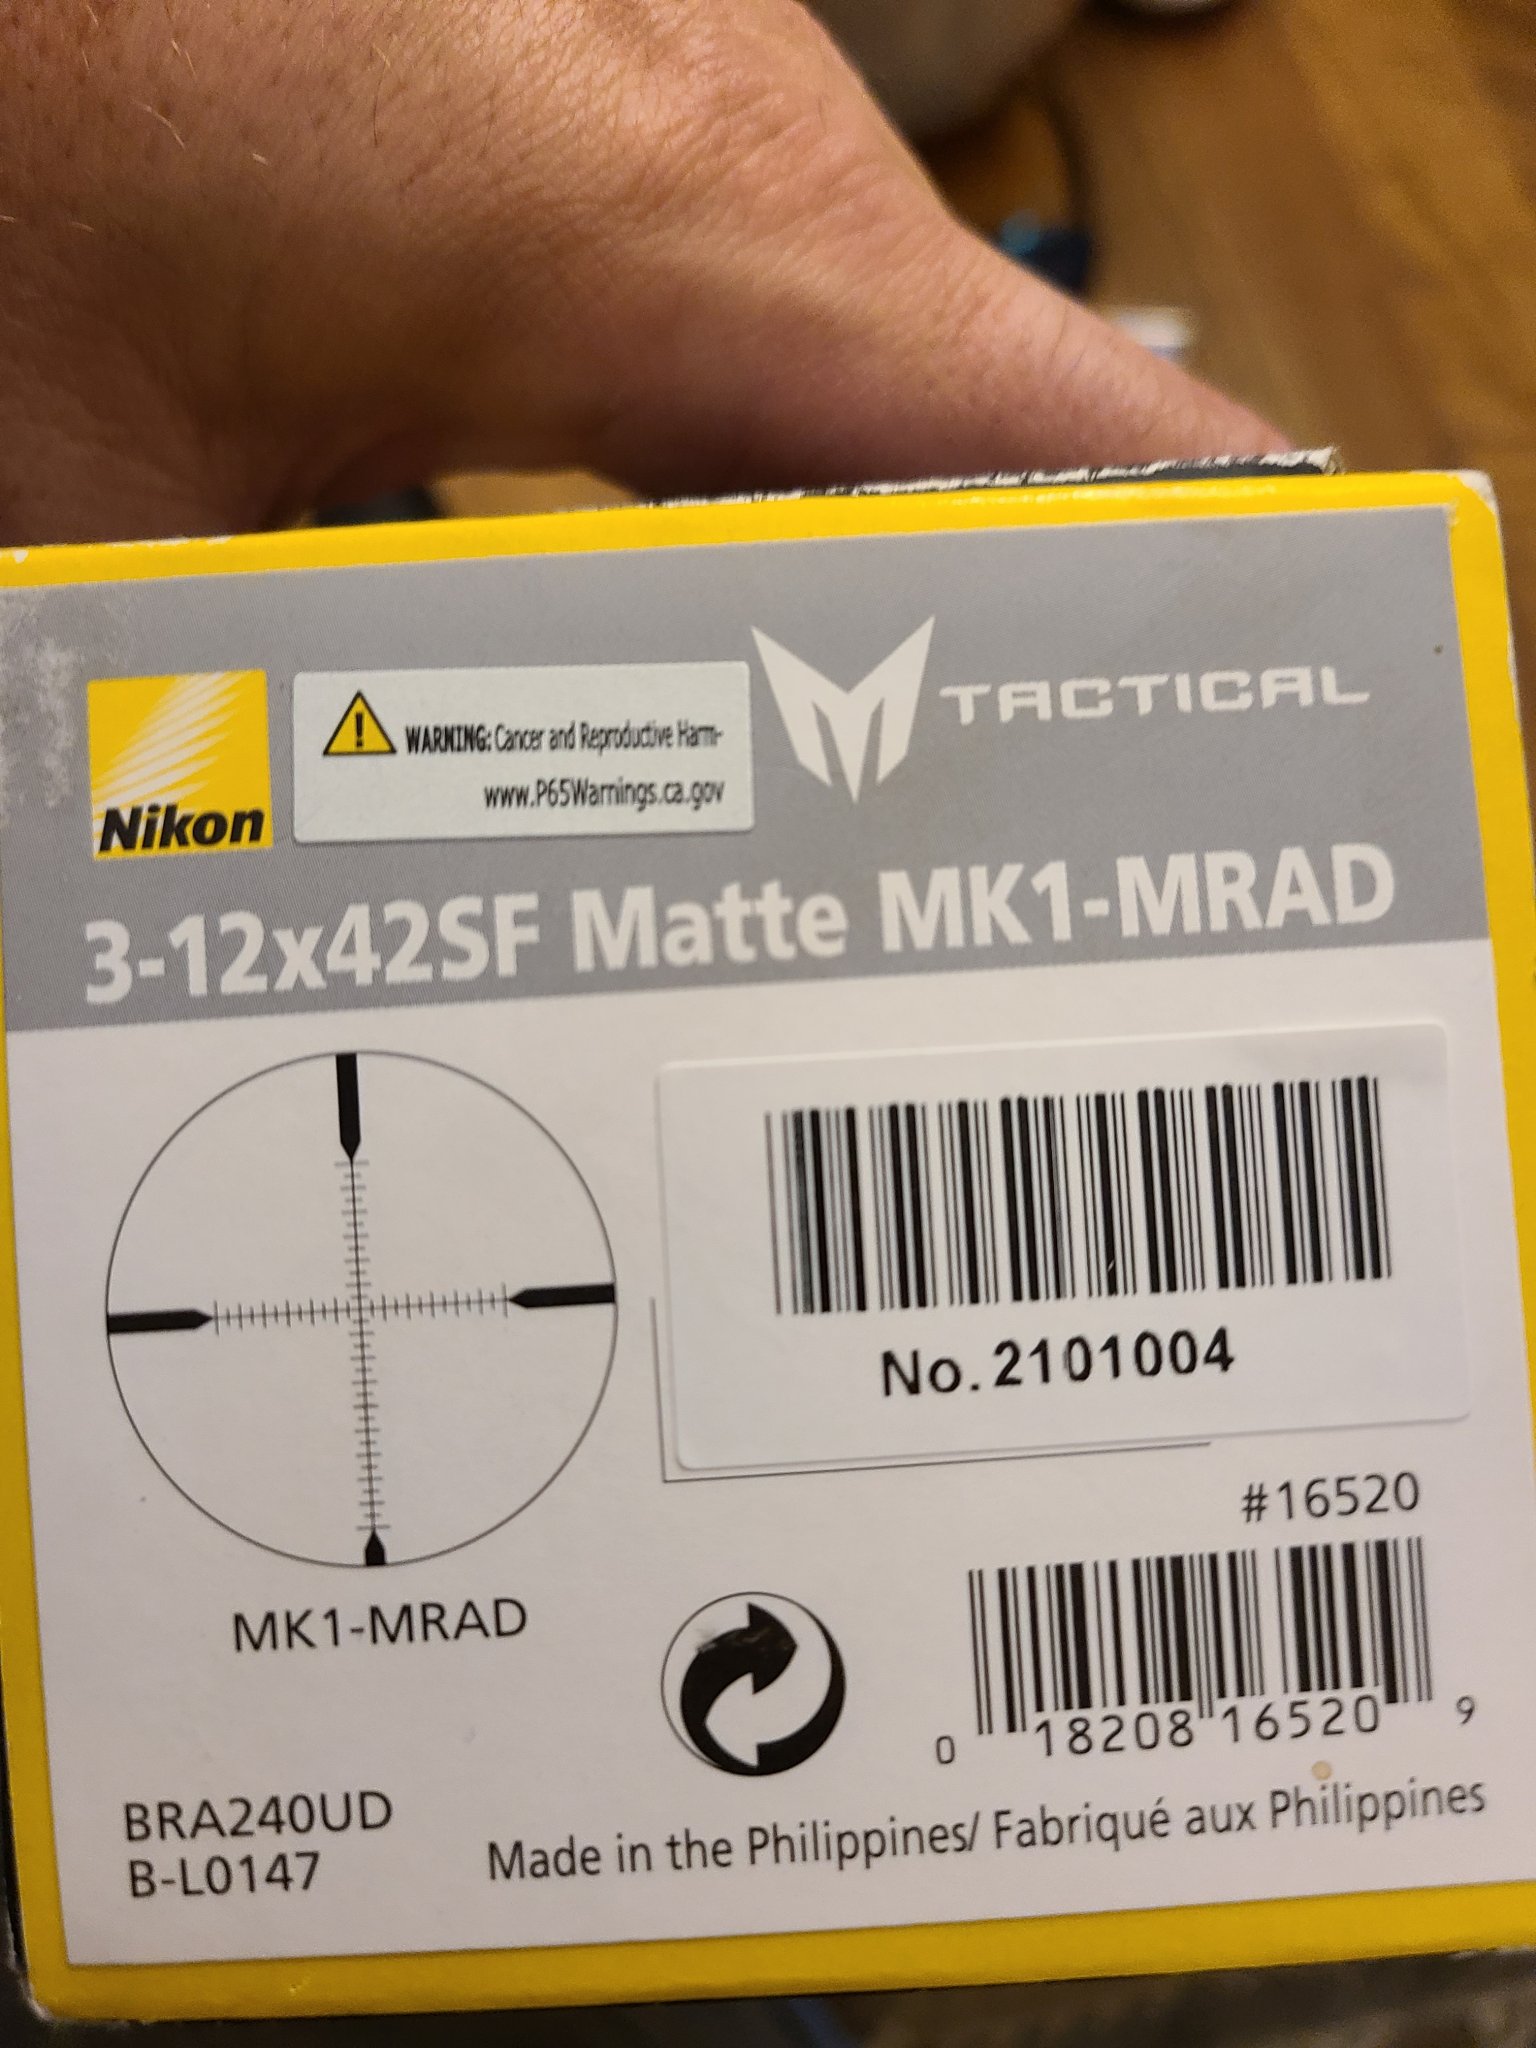 Nikon
WARNING: Cancer and Reproductive Harm-
www.P65Warnings.ca.gov
TACTICAL
3-12x42SF Matte MK1-MRAD
No.2101004
#16520
MK1-MRAD
0 18208 16520 9
BRA240UD
B-L0147
Made in the Philippines/ Fabriqué aux Philippines